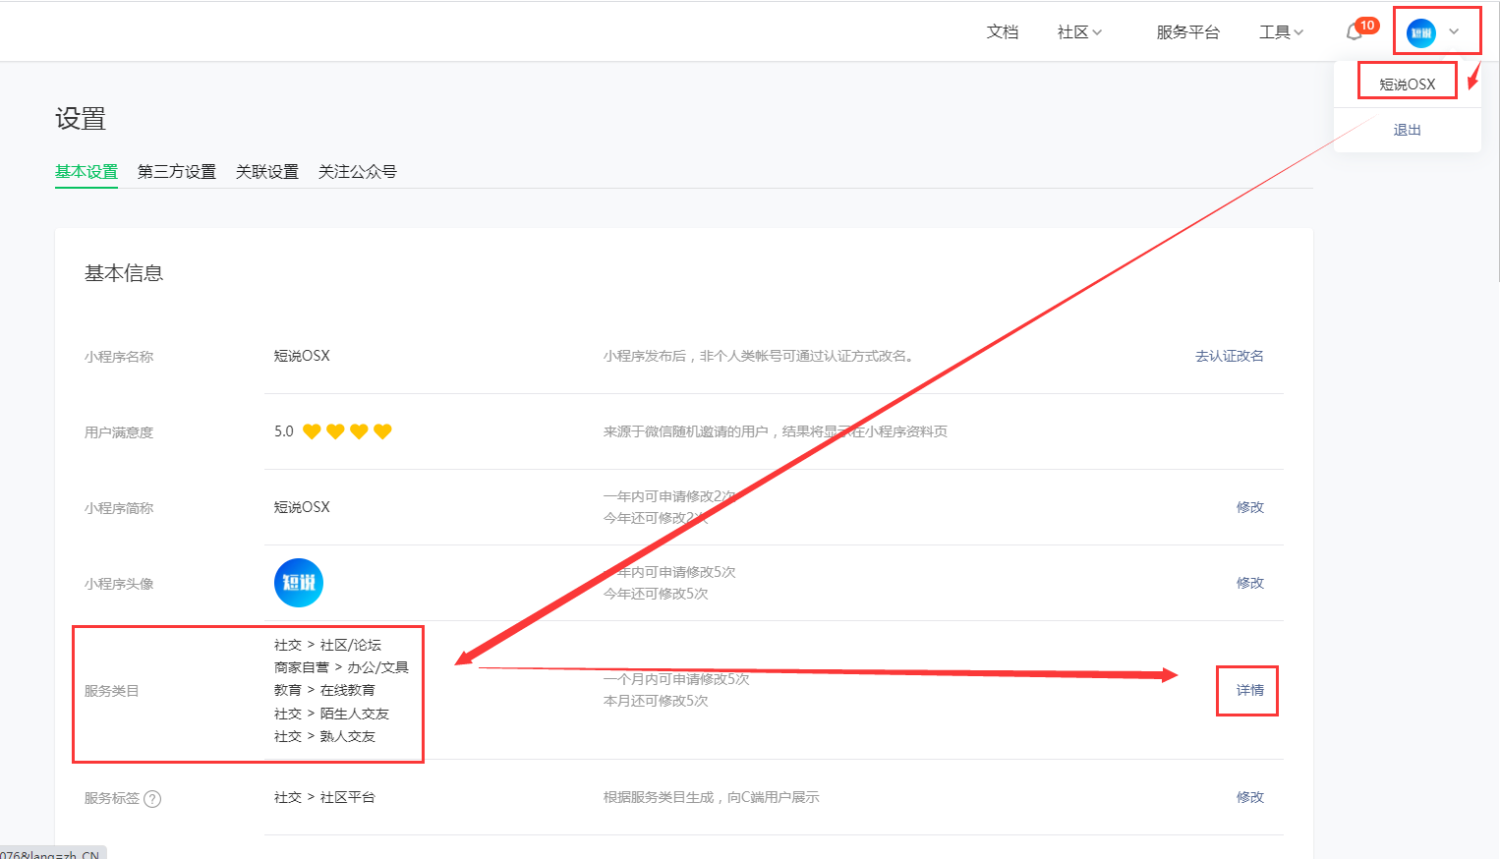 文档 社区 服务平台 工具 10 短说
短说OSX
退出
设置
基本设置 第三方设置 关联设置 关注公众号
基本信息
小程序名称 短说OSX 小程序发布后，非个人类帐号可通过认证方式改名。 去认证改名
用户满意度 5.0 来源于微信随机邀请的用户，结果将显示在小程序资料页
小程序简称 短说OSX 一年内可申请修改2次 修改
今年还可修改2次
小程序头像 短说 一年内可申请修改5次 修改
今年还可修改5次
社交 > 社区/论坛
商家自营 > 办公/文具
服务类目 教育 > 在线教育 一个月内可申请修改5次 详情
社交 > 陌生人交友 本月还可修改5次
社交 > 熟人交友
服务标签 ? 社交 > 社区平台 根据服务类目生成，向C端用户展示 修改
076&lang=zh_CN